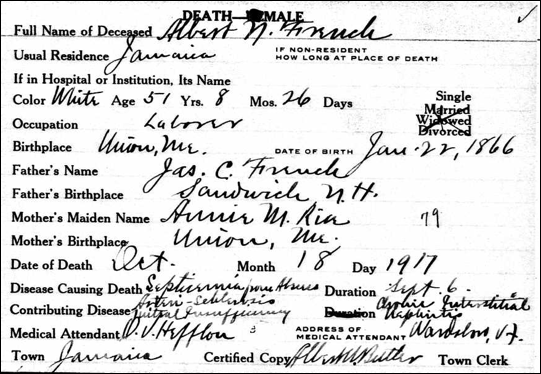 DEATH—FEMALE
Full Name of Deceased Albert N. French
Usual Residence Jamaica IF NON-RESIDENT HOW LONG AT PLACE OF DEATH
If in Hospital or Institution, Its Name
Color White Age 51 Yrs. 8 Mos. 26 Days Single
Married
Widowed
Divorced
Occupation Laborer
Birthplace Union, Me. DATE OF BIRTH Jan. 22, 1866
Father's Name Jas. C. French
Father's Birthplace Sandwich N.H.
Mother's Maiden Name Annie M. 79
Mother's Birthplace Union, Me.
Date of Death Oct. Month 18 Day 1917
Disease Causing Death Septicemia Duration Sept. 6.
Contributing Disease Arterio-Sclerosis Duration Chronic Interstitial
Mitral Insufficiency Nephritis
Medical Attendant ADDRESS OF MEDICAL ATTENDANT Wardsboro, Vt.
Town Jamaica Certified Copy Albert W. Butler Town Clerk